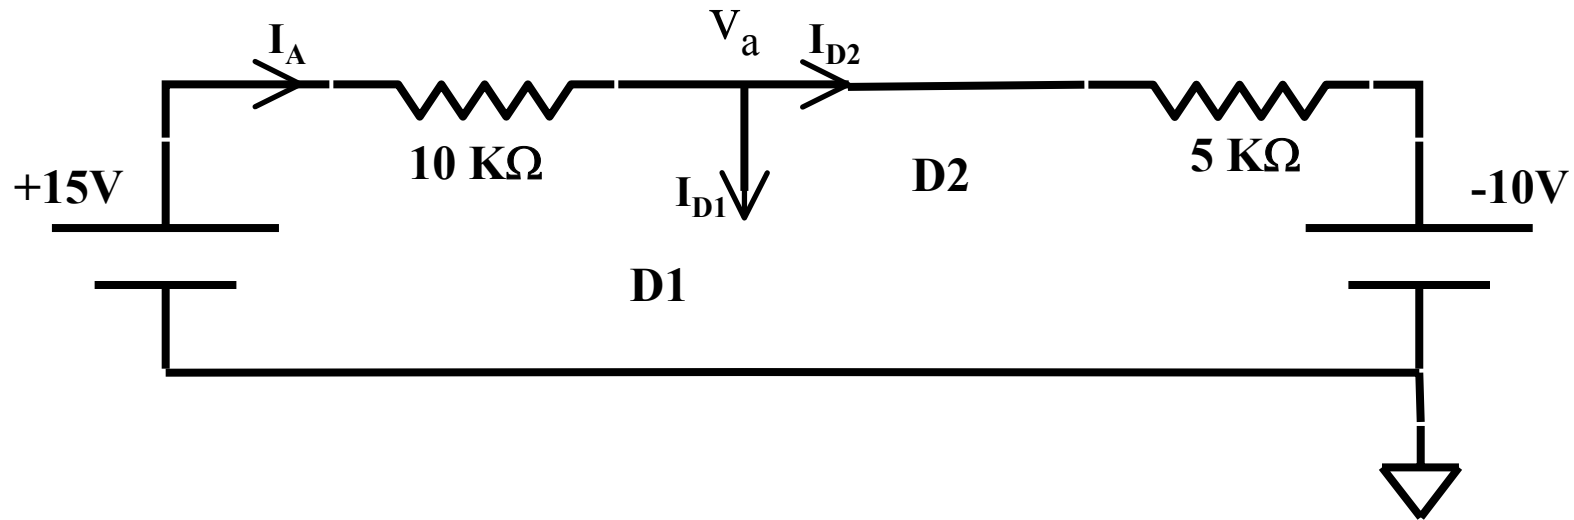 I_A
V_a
I_D2
10 KΩ
5 KΩ
+15V
I_D1
D2
-10V
D1